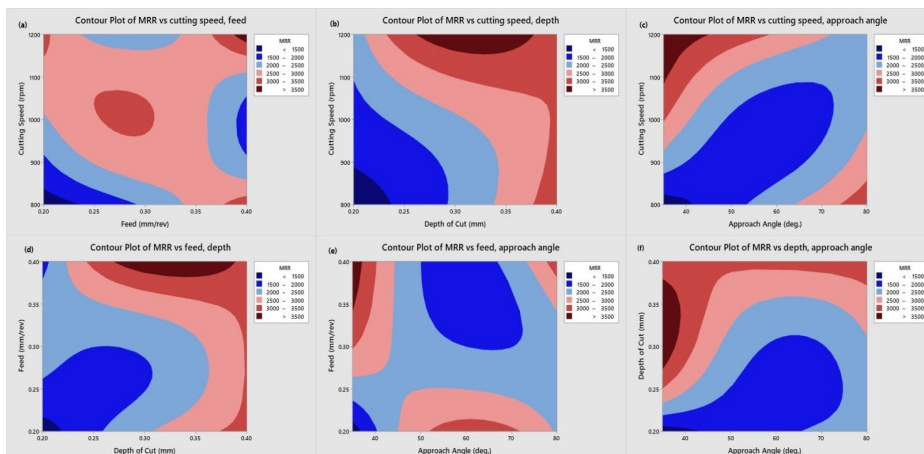 (a) Contour Plot of MRR vs cutting speed, feed
MRR
< 1500
1500 – 2000
2000 – 2500
2500 – 3000
3000 – 3500
> 3500
1200
1100
1000
900
800
Cutting Speed (rpm)
0.20 0.25 0.30 0.35 0.40
Feed (mm/rev)
(b) Contour Plot of MRR vs cutting speed, depth
MRR
< 1500
1500 – 2000
2000 – 2500
2500 – 3000
3000 – 3500
> 3500
1200
1100
1000
900
800
Cutting Speed (rpm)
0.20 0.25 0.30 0.35 0.40
Depth of Cut (mm)
(c) Contour Plot of MRR vs cutting speed, approach angle
MRR
< 1500
1500 – 2000
2000 – 2500
2500 – 3000
3000 – 3500
> 3500
1200
1100
1000
900
800
Cutting Speed (rpm)
40 50 60 70 80
Approach Angle (deg.)
(d) Contour Plot of MRR vs feed, depth
MRR
< 1500
1500 – 2000
2000 – 2500
2500 – 3000
3000 – 3500
> 3500
0.40
0.35
0.30
0.25
0.20
Feed (mm/rev)
0.20 0.25 0.30 0.35 0.40
Depth of Cut (mm)
(e) Contour Plot of MRR vs feed, approach angle
MRR
< 1500
1500 – 2000
2000 – 2500
2500 – 3000
3000 – 3500
> 3500
0.40
0.35
0.30
0.25
0.20
Feed (mm/rev)
40 50 60 70 80
Approach Angle (deg.)
(f) Contour Plot of MRR vs depth, approach angle
MRR
< 1500
1500 – 2000
2000 – 2500
2500 – 3000
3000 – 3500
> 3500
0.40
0.35
0.30
0.25
0.20
Depth of Cut (mm)
40 50 60 70 80
Approach Angle (deg.)